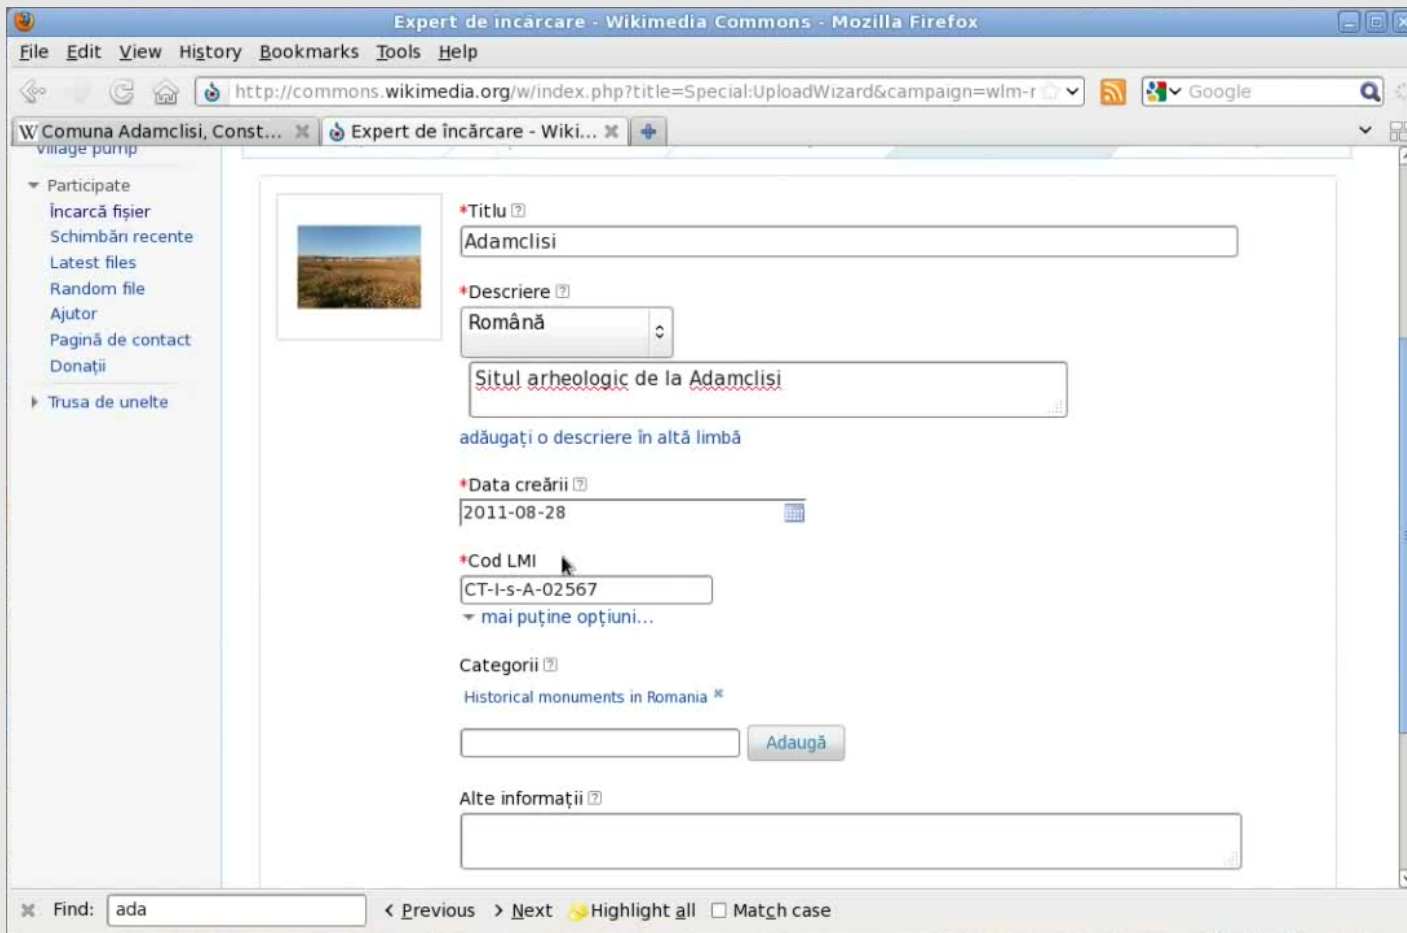 Expert de încărcare - Wikimedia Commons - Mozilla Firefox
File Edit View History Bookmarks Tools Help
http://commons.wikimedia.org/w/index.php?title=Special:UploadWizard&campaign=wlm-r Google
W Comuna Adamclisi, Const... Expert de încărcare - Wiki...
Village pump
Participate
Încarcă fișier
Schimbări recente
Latest files
Random file
Ajutor
Pagină de contact
Donații
Trusa de unelte
*Titlu
Adamclisi
*Descriere
Română
Situl arheologic de la Adamclisi
adăugați o descriere în altă limbă
*Data creării
2011-08-28
*Cod LMI
CT-I-s-A-02567
mai puține opțiuni...
Categorii
Historical monuments in Romania
Adaugă
Alte informații
Find: ada Previous Next Highlight all Match case